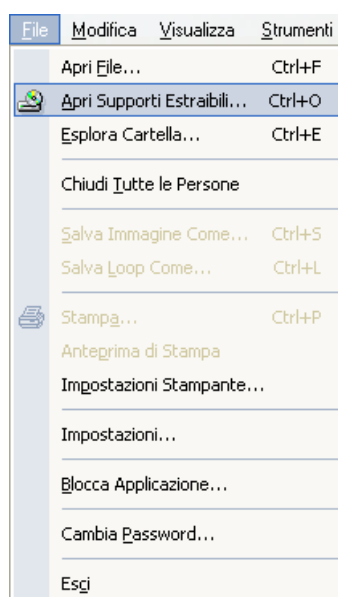 File Modifica Visualizza Strumenti
Apri File... Ctrl+F
Apri Supporti Estraibili... Ctrl+O
Esplora Cartella... Ctrl+E
Chiudi Tutte le Persone
Salva Immagine Come... Ctrl+S
Salva Loop Come... Ctrl+L
Stampa... Ctrl+P
Anteprima di Stampa
Impostazioni Stampante...
Impostazioni...
Blocca Applicazione...
Cambia Password...
Esci